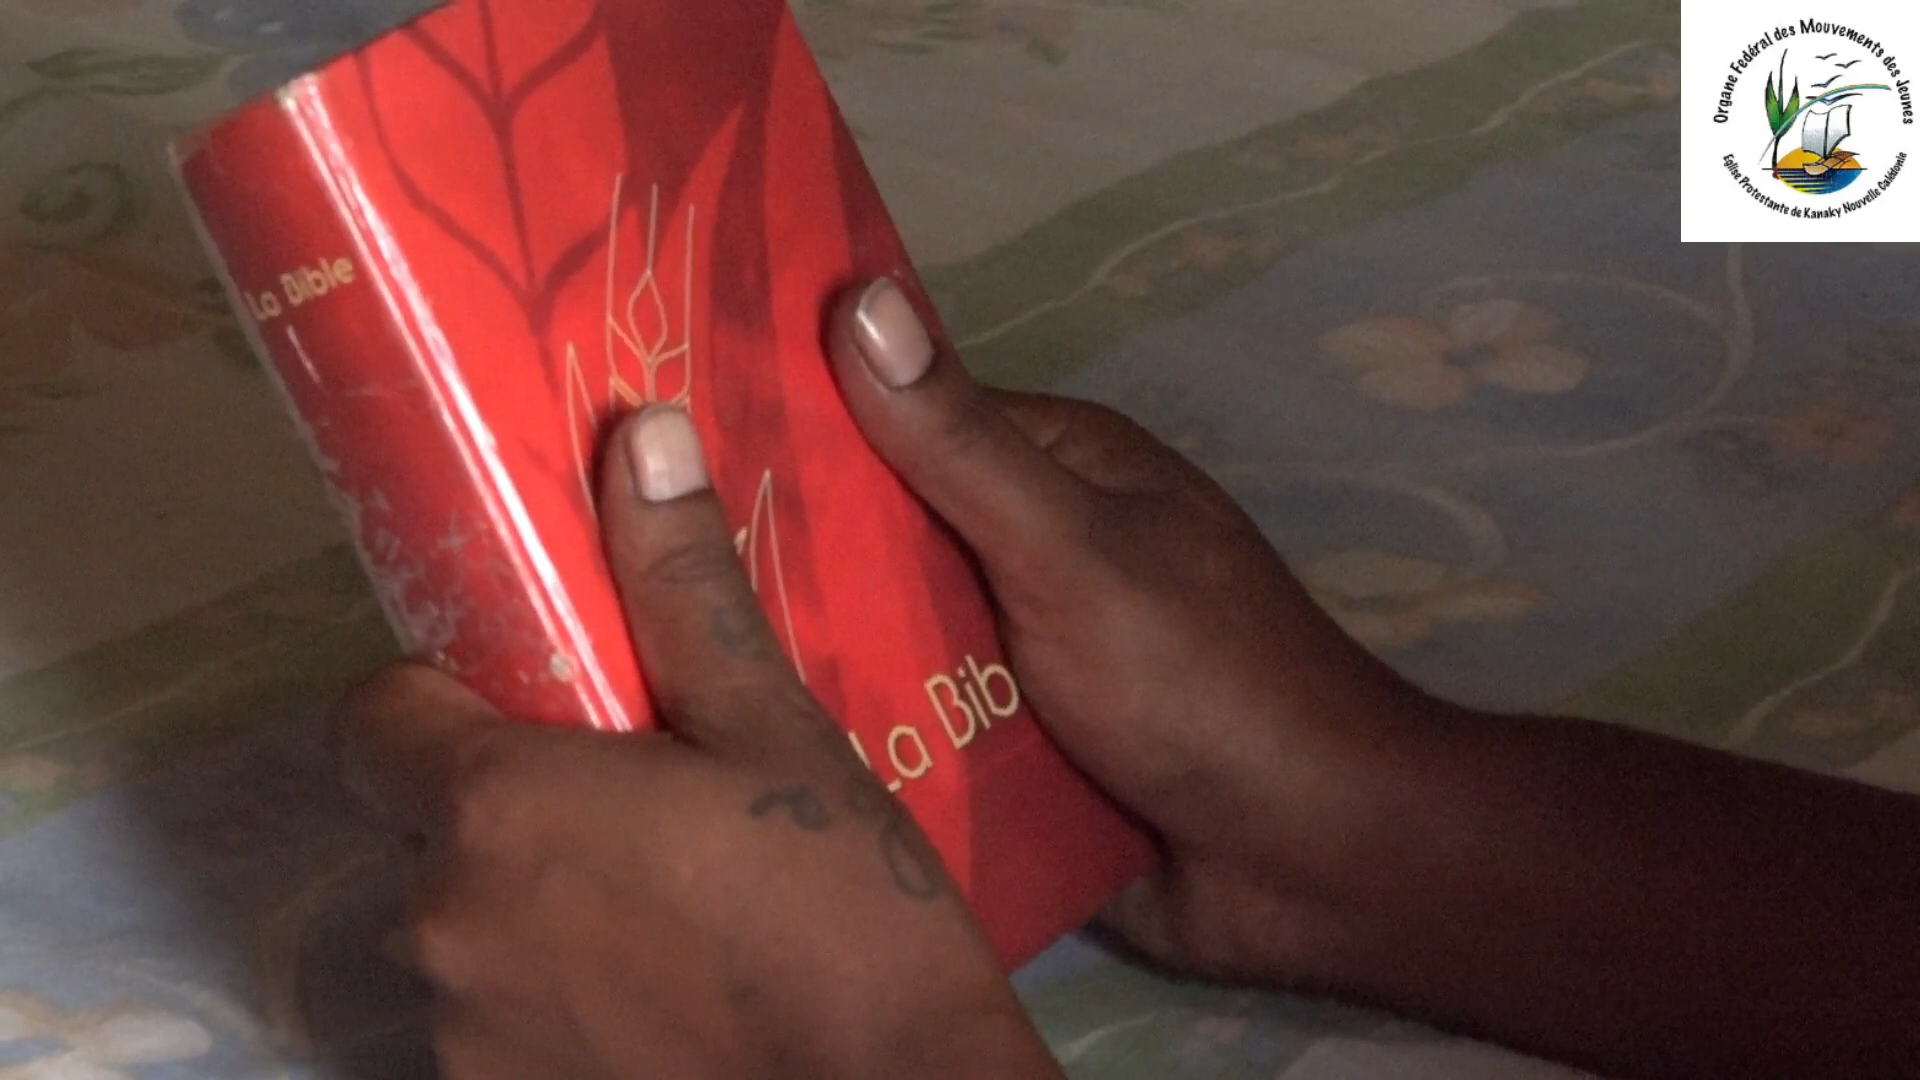 Organe Fédéral des Mouvements des Jeunes
Eglise Protestante de Kanaky Nouvelle Calédonie
La Bible
La Bib